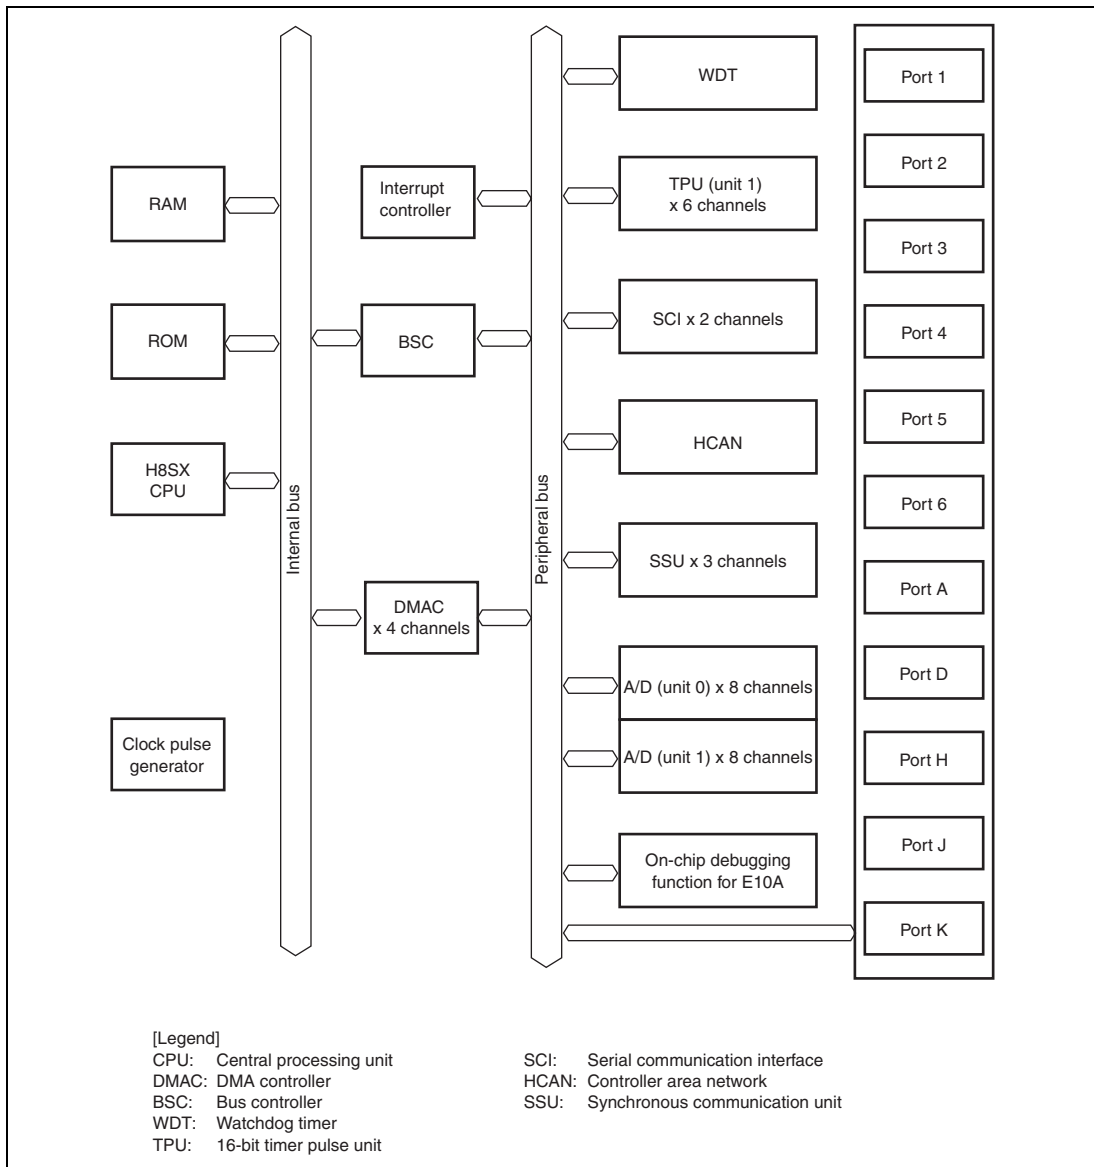 RAM
ROM
H8SX
CPU
Clock pulse
generator
Internal bus
Interrupt
controller
BSC
DMAC
x 4 channels
Peripheral bus
WDT
TPU (unit 1)
x 6 channels
SCI x 2 channels
HCAN
SSU x 3 channels
A/D (unit 0) x 8 channels
A/D (unit 1) x 8 channels
On-chip debugging
function for E10A
Port 1
Port 2
Port 3
Port 4
Port 5
Port 6
Port A
Port D
Port H
Port J
Port K
[Legend]
CPU: Central processing unit
DMAC: DMA controller
BSC: Bus controller
WDT: Watchdog timer
TPU: 16-bit timer pulse unit
SCI: Serial communication interface
HCAN: Controller area network
SSU: Synchronous communication unit